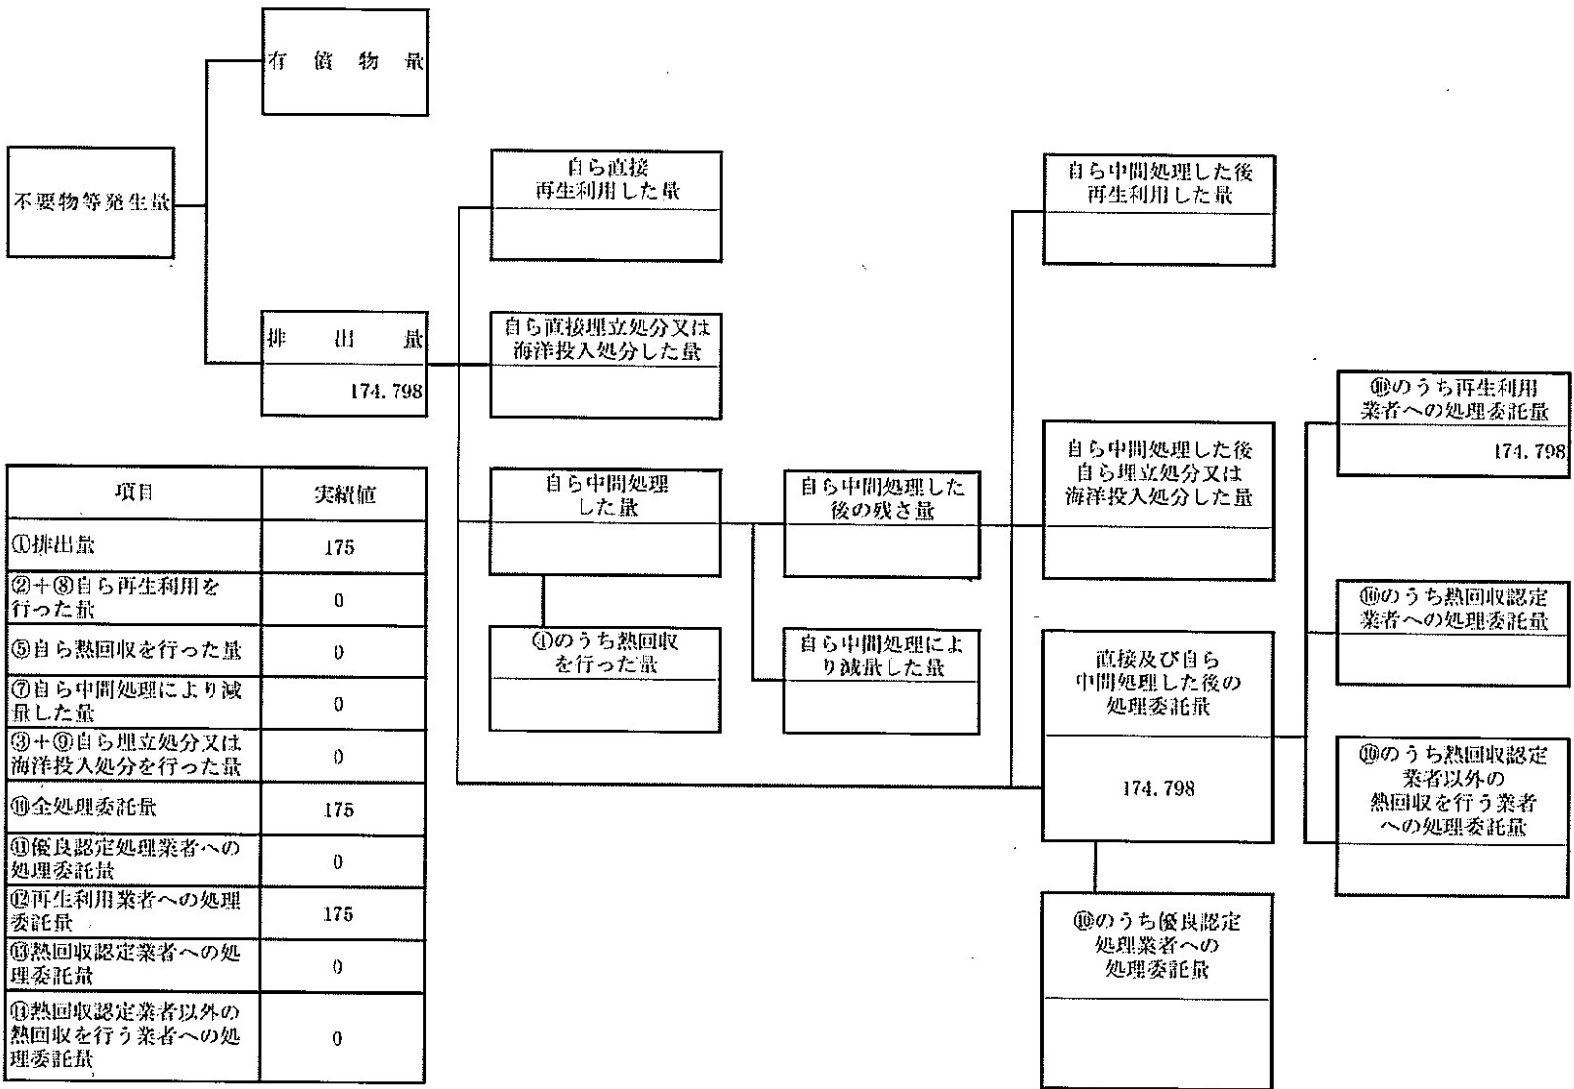 有償物量
不要物等発生量
排出量
174.798
自ら直接
再生利用した量
自ら直接埋立処分又は
海洋投入処分した量
自ら中間処理
した量
④のうち熱回収
を行った量
自ら中間処理した
後の残さ量
自ら中間処理によ
り減量した量
自ら中間処理した後
再生利用した量
自ら中間処理した後
自ら埋立処分又は
海洋投入処分した量
直接及び自ら
中間処理した後の
処理委託量
174.798
⑩のうち優良認定
処理業者への
処理委託量
⑩のうち再生利用
業者への処理委託量
174.798
⑩のうち熱回収認定
業者への処理委託量
⑩のうち熱回収認定
業者以外の
熱回収を行う業者
への処理委託量
項目 実績値
①排出量 175
②+⑧自ら再生利用を
行った量 0
⑤自ら熱回収を行った量 0
⑦自ら中間処理により減
量した量 0
③+⑨自ら埋立処分又は
海洋投入処分を行った量 0
⑩全処理委託量 175
⑪優良認定処理業者への
処理委託量 0
⑫再生利用業者への処理
委託量 175
⑬熱回収認定業者への処
理委託量 0
⑭熱回収認定業者以外の
熱回収を行う業者への処
理委託量 0